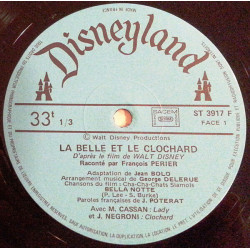 Disneyland
33t 1/3
SACEM
ST 3917 F
FACE 1
© Walt Disney Productions
LA BELLE ET LE CLOCHARD
D'après le film de WALT DISNEY
Raconté par François PERIER
Adaptation de Jean BOLO
Arrangement musical de George DELERUE
Chansons du film : Cha-Cha-Chats Siamois
BELLA NOTTE
(P. Lee - S. Burke)
Paroles françaises de J. POTERAT
Avec M. CASSAN : Lady
et J. NEGRONI : Clochard